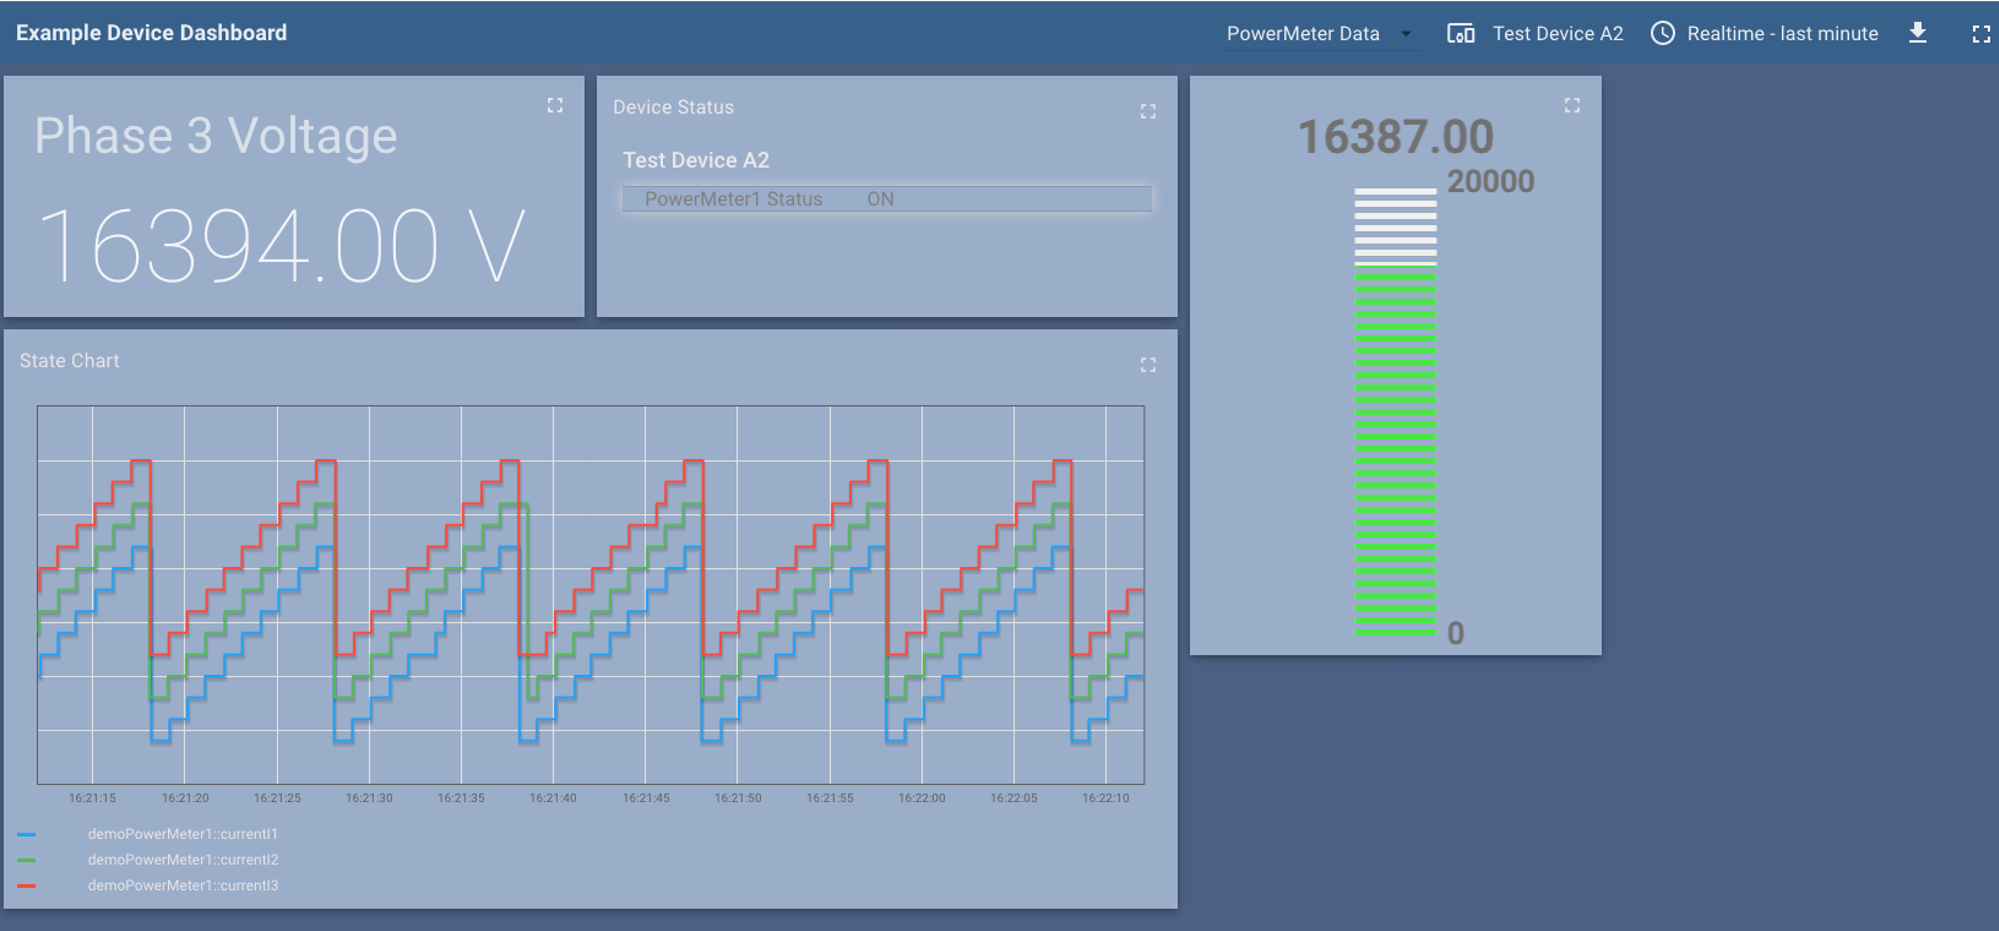 Example Device Dashboard
PowerMeter Data
Test Device A2
Realtime - last minute
Phase 3 Voltage
16394.00 V
Device Status
Test Device A2
PowerMeter1 Status ON
16387.00
20000
0
State Chart
16:21:15 16:21:20 16:21:25 16:21:30 16:21:35 16:21:40 16:21:45 16:21:50 16:21:55 16:22:00 16:22:05 16:22:10
demoPowerMeter1::currentI1
demoPowerMeter1::currentI2
demoPowerMeter1::currentI3